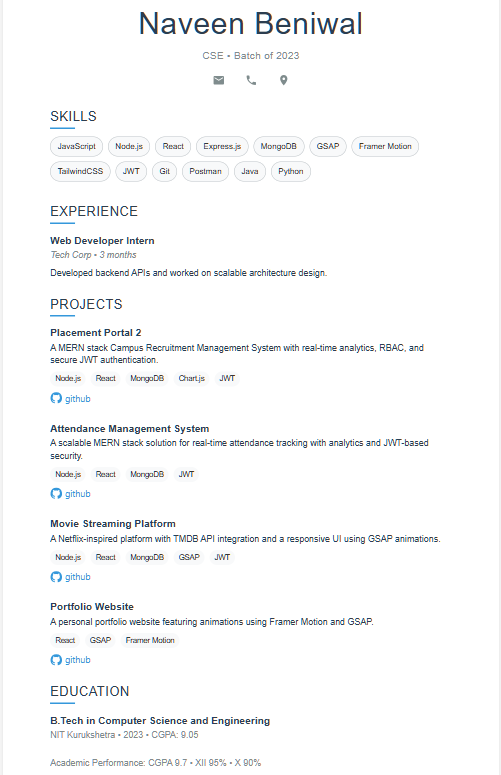 Naveen Beniwal
CSE • Batch of 2023
SKILLS
JavaScript Node.js React Express.js MongoDB GSAP Framer Motion
TailwindCSS JWT Git Postman Java Python
EXPERIENCE
Web Developer Intern
Tech Corp • 3 months
Developed backend APIs and worked on scalable architecture design.
PROJECTS
Placement Portal 2
A MERN stack Campus Recruitment Management System with real-time analytics, RBAC, and
secure JWT authentication.
Node.js React MongoDB Chart.js JWT
github
Attendance Management System
A scalable MERN stack solution for real-time attendance tracking with analytics and JWT-based
security.
Node.js React MongoDB JWT
github
Movie Streaming Platform
A Netflix-inspired platform with TMDB API integration and a responsive UI using GSAP animations.
Node.js React MongoDB GSAP JWT
github
Portfolio Website
A personal portfolio website featuring animations using Framer Motion and GSAP.
React GSAP Framer Motion
github
EDUCATION
B.Tech in Computer Science and Engineering
NIT Kurukshetra • 2023 • CGPA: 9.05
Academic Performance: CGPA 9.7 • XII 95% • X 90%